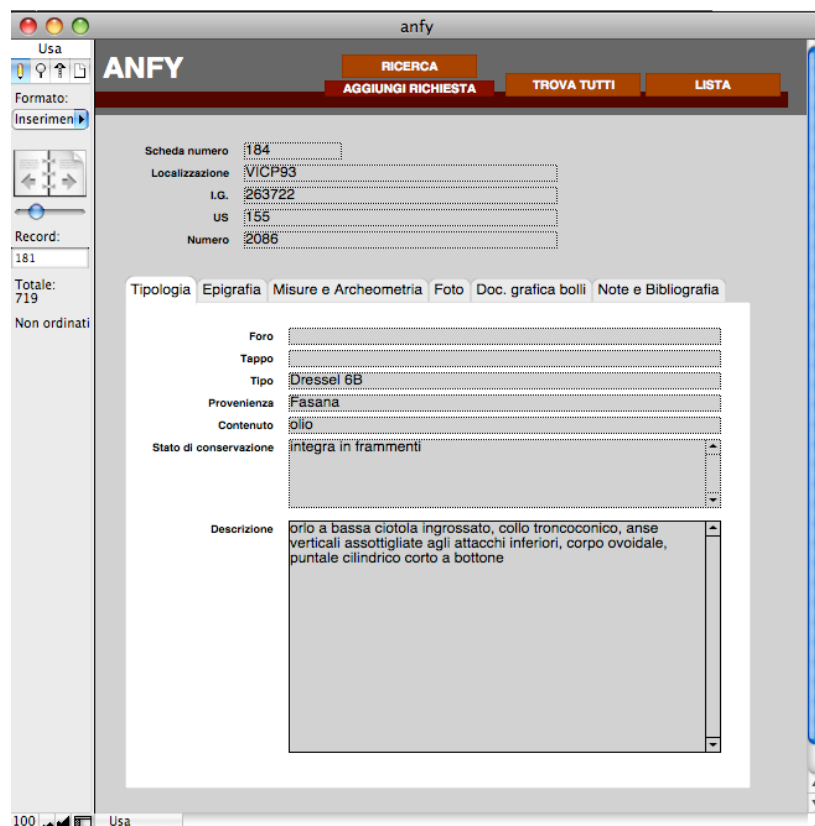 anfy
Usa
Formato:
Inserimen
Record:
181
Totale:
719
Non ordinati
ANFY
RICERCA
AGGIUNGI RICHIESTA
TROVA TUTTI
LISTA
Scheda numero 184
Localizzazione VICP93
I.G. 263722
US 155
Numero 2086
Tipologia Epigrafia Misure e Archeometria Foto Doc. grafica bolli Note e Bibliografia
Foro
Tappo
Tipo Dressel 6B
Provenienza Fasana
Contenuto olio
Stato di conservazione integra in frammenti
Descrizione orlo a bassa ciotola ingrossato, collo troncoconico, anse
verticali assottigliate agli attacchi inferiori, corpo ovoidale,
puntale cilindrico corto a bottone
100 Usa